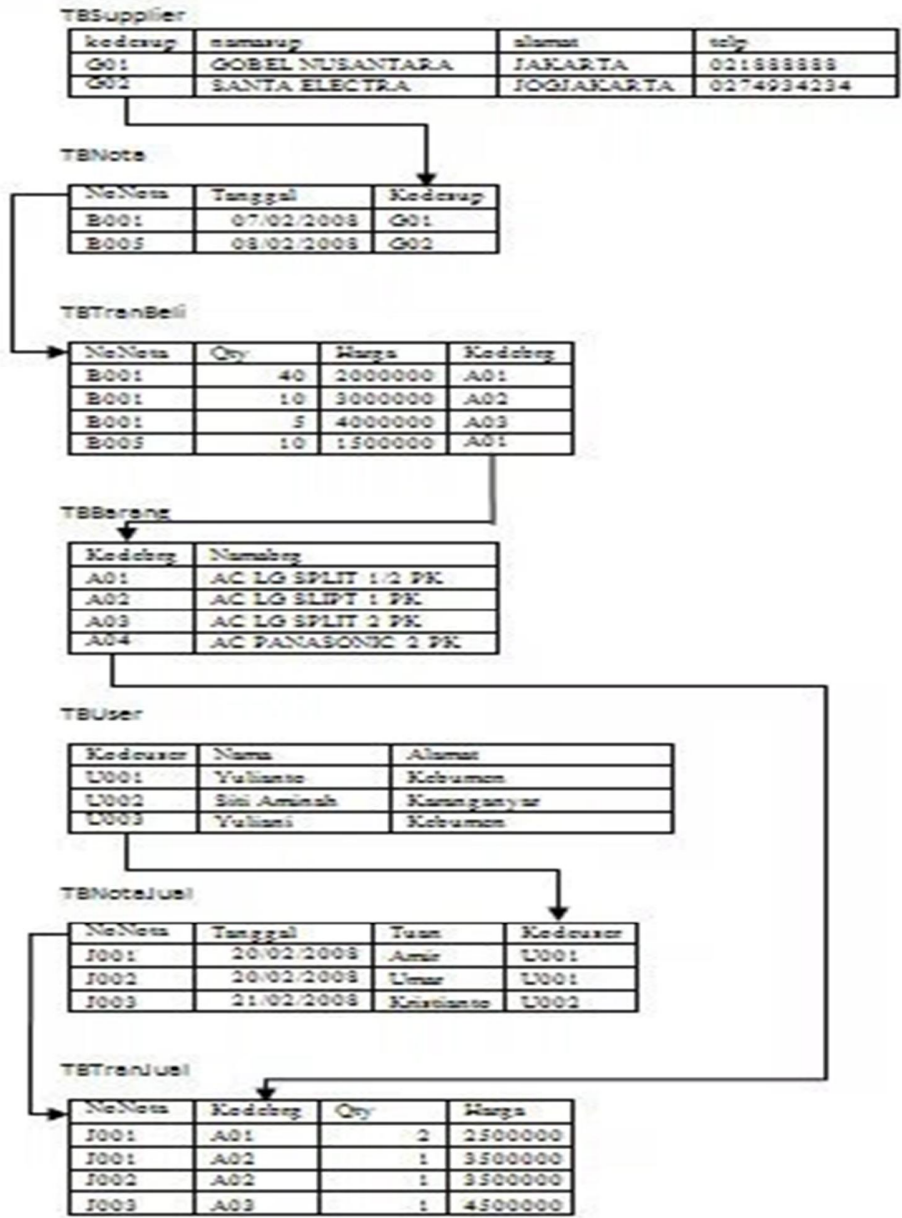 TBSupplier
kodesup namasup alamat telp
G01 GOBEL NUSANTARA JAKARTA 021888888
G02 SANTA ELECTRA JOGJAKARTA 0274934234
TBNota
NoNota Tanggal Kodesup
B001 07/02/2008 G01
B005 08/02/2008 G02
TBTranBeli
NoNota Qty Harga Kodebrg
B001 40 2000000 A01
B001 10 3000000 A02
B001 5 4000000 A03
B005 10 1500000 A01
TBBarang
Kodebrg Namabrg
A01 AC LG SPLIT 1/2 PK
A02 AC LG SLIPT 1 PK
A03 AC LG SPLIT 2 PK
A04 AC PANASONIC 2 PK
TBUser
Kodeuser Nama Alamat
U001 Yulianto Kebumen
U002 Siti Aminah Karanganyar
U003 Yuliani Kebumen
TBNotaJual
NoNota Tanggal Tuan Kodeuser
J001 20/02/2008 Amir U001
J002 20/02/2008 Umar U001
J003 21/02/2008 Kristianto U002
TBTranJual
NoNota Kodebrg Qty Harga
J001 A01 2 2500000
J001 A02 1 3500000
J002 A02 1 3500000
J003 A03 1 4500000